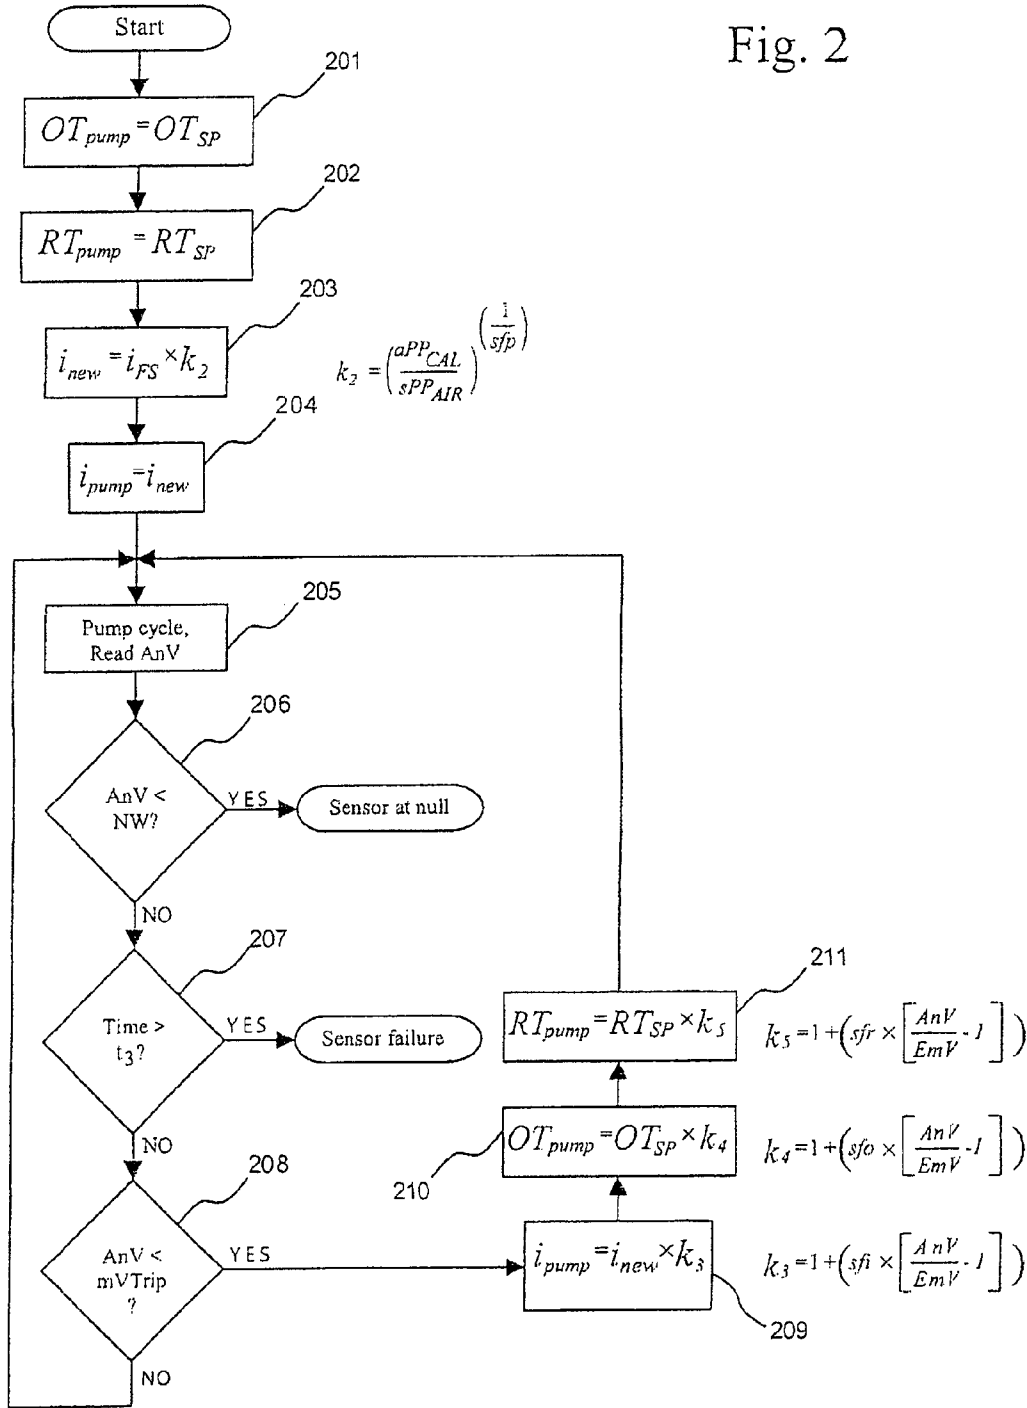 Start
Fig. 2
201
OT_pump = OT_SP
202
RT_pump = RT_SP
203
i_new = i_FS × k_2
k_2 = (aPP_CAL / sPP_AIR)^(1/sfp)
204
i_pump = i_new
205
Pump cycle,
Read AnV
206
AnV <
NW?
YES
Sensor at null
NO
207
Time >
t_3?
YES
Sensor failure
NO
211
RT_pump = RT_SP × k_5
k_5 = 1 + (sfr × [AnV / EmV - 1])
OT_pump = OT_SP × k_4
k_4 = 1 + (sfo × [AnV / EmV - 1])
210
208
AnV <
mVTrip
?
YES
i_pump = i_new × k_3
k_3 = 1 + (sfi × [AnV / EmV - 1])
209
NO